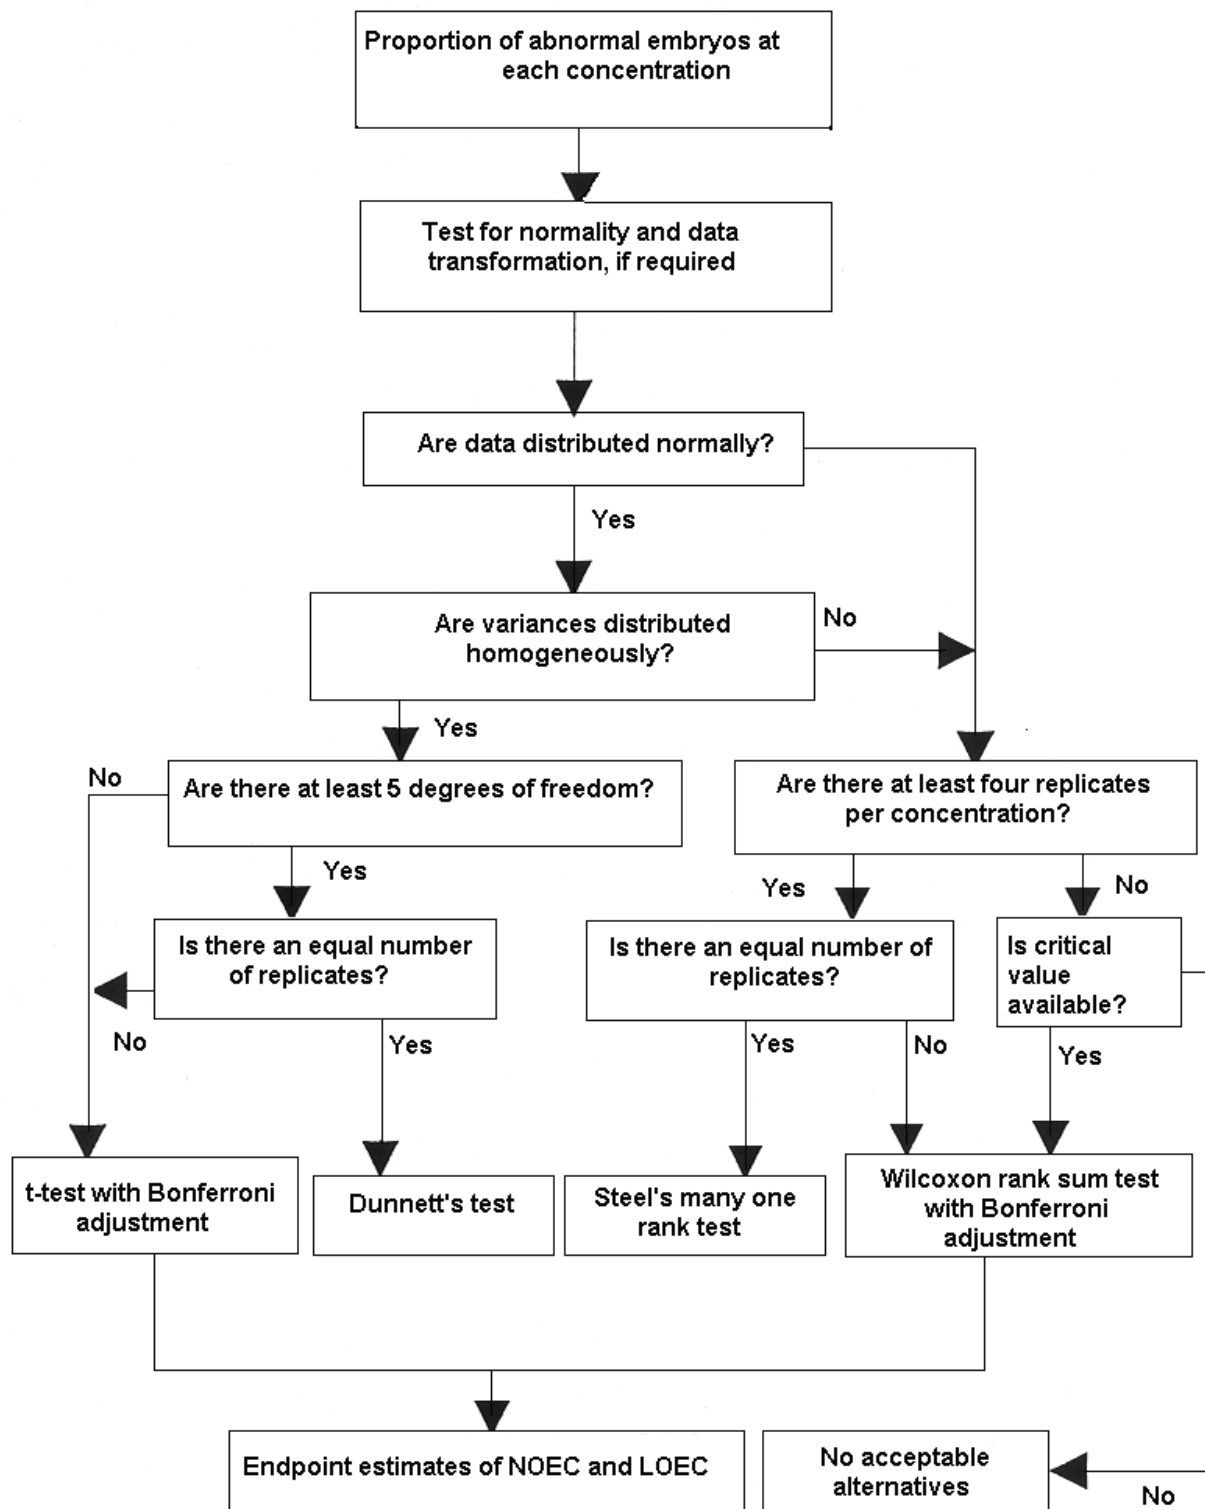 Proportion of abnormal embryos at
each concentration
Test for normality and data
transformation, if required
Are data distributed normally?
Yes
Are variances distributed
homogeneously?
No
Yes
No
Are there at least 5 degrees of freedom?
Are there at least four replicates
per concentration?
Yes
Yes
No
Is there an equal number
of replicates?
Is there an equal number of
replicates?
Is critical
value
available?
No
Yes
Yes
No
Yes
t-test with Bonferroni
adjustment
Dunnett's test
Steel's many one
rank test
Wilcoxon rank sum test
with Bonferroni
adjustment
Endpoint estimates of NOEC and LOEC
No acceptable
alternatives
No